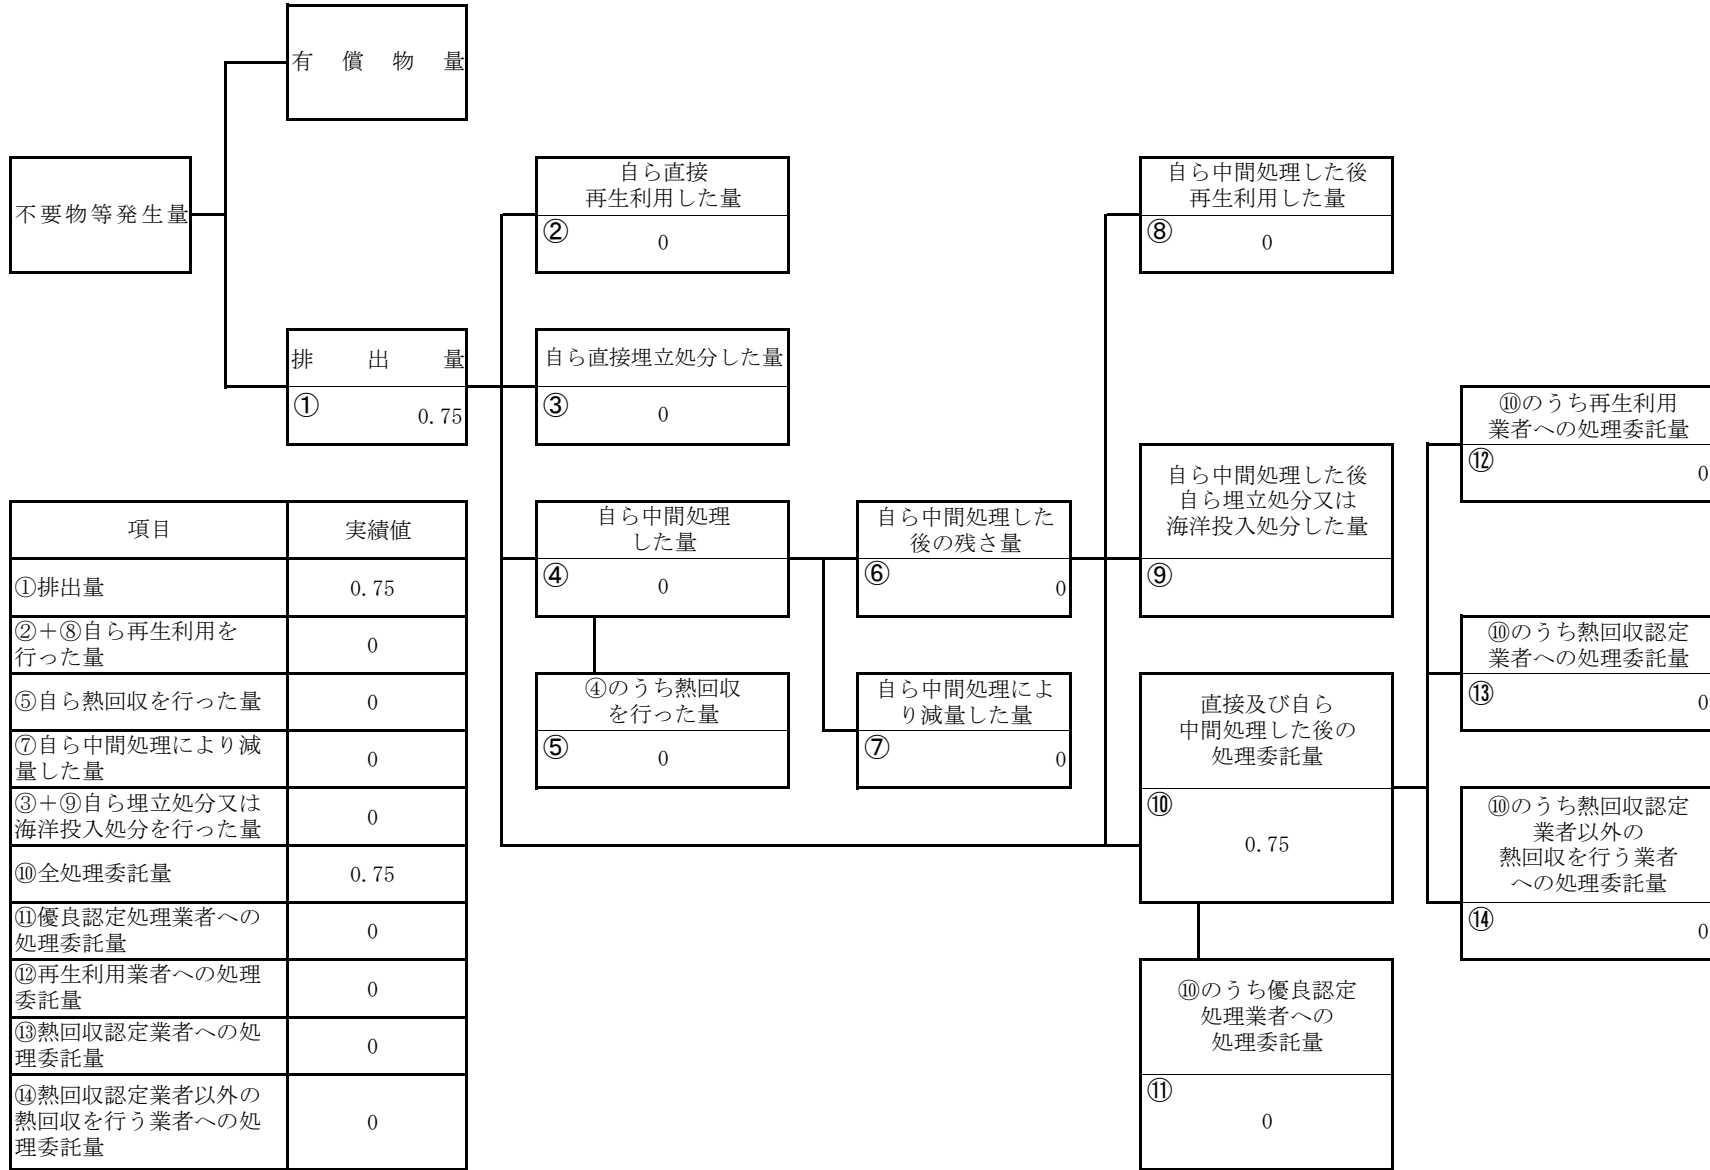 有償物量
不要物等発生量
自ら直接
再生利用した量
②
0
自ら中間処理した後
再生利用した量
⑧
0
排出量
①
0.75
自ら直接埋立処分した量
③
0
⑩のうち再生利用
業者への処理委託量
⑫
0
自ら中間処理した後
自ら埋立処分又は
海洋投入処分した量
⑨
自ら中間処理
した量
④
0
自ら中間処理した
後の残さ量
⑥
0
⑩のうち熱回収認定
業者への処理委託量
⑬
0
④のうち熱回収
を行った量
⑤
0
自ら中間処理によ
り減量した量
⑦
0
直接及び自ら
中間処理した後の
処理委託量
⑩
0.75
⑩のうち熱回収認定
業者以外の
熱回収を行う業者
への処理委託量
⑭
0
⑩のうち優良認定
処理業者への
処理委託量
⑪
0
項目 実績値
①排出量 0.75
②＋⑧自ら再生利用を
行った量
0
⑤自ら熱回収を行った量 0
⑦自ら中間処理により減
量した量
0
③＋⑨自ら埋立処分又は
海洋投入処分を行った量
0
⑩全処理委託量 0.75
⑪優良認定処理業者への
処理委託量
0
⑫再生利用業者への処理
委託量
0
⑬熱回収認定業者への処
理委託量
0
⑭熱回収認定業者以外の
熱回収を行う業者への処
理委託量
0